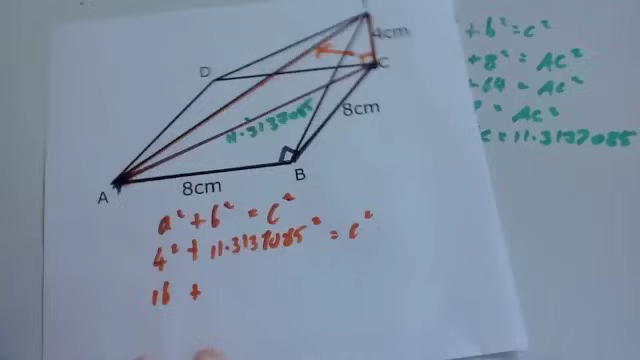 4cm
D
C
11.3137085
8cm
A
B
8cm
a² + b² = c²
4² + 11.3137085² = c²
16 +
+ b² = c²
+ 8² = AC²
+ 64 = AC²
= AC²
= 11.3137085